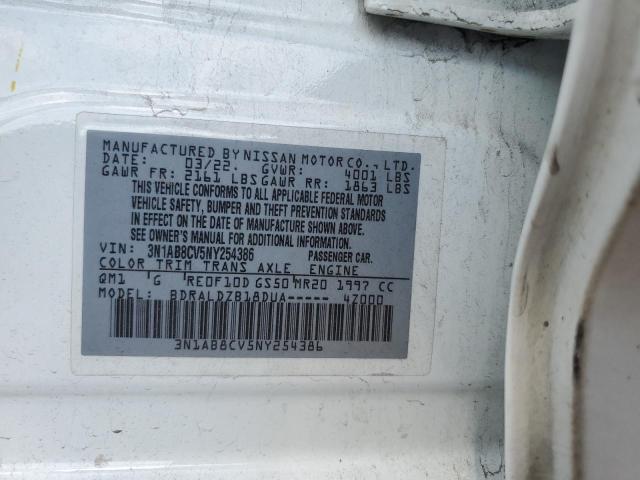 MANUFACTURED BY NISSAN MOTOR CO., LTD.
DATE: 03/22. GVWR: 4001 LBS
GAWR FR: 2161 LBS GAWR RR: 1863 LBS
THIS VEHICLE CONFORMS TO ALL APPLICABLE FEDERAL MOTOR
VEHICLE SAFETY, BUMPER AND THEFT PREVENTION STANDARDS
IN EFFECT ON THE DATE OF MANUFACTURE SHOWN ABOVE.
SEE OWNER'S MANUAL FOR ADDITIONAL INFORMATION.
VIN: 3N1AB8CV5NY254386 PASSENGER CAR.
COLOR TRIM TRANS AXLE ENGINE
QM1 G RE0F10D GS50 MR20 1997 CC
MODEL: BDRALDZB18DUA----- 4Z000
3N1AB8CV5NY254386